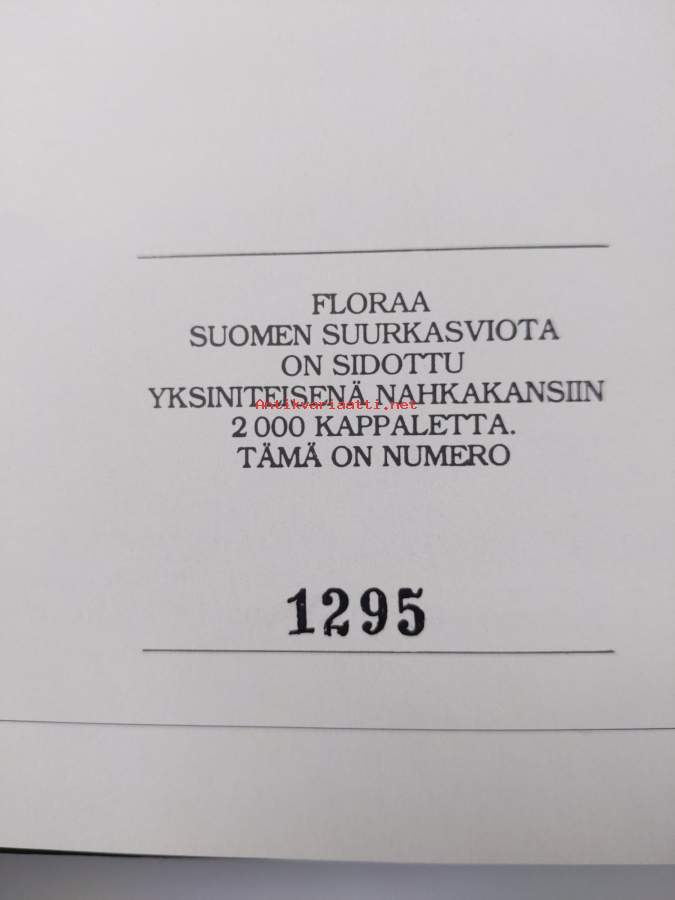 FLORAA
SUOMEN SUURKASVIOTA
ON SIDOTTU
YKSINITEISENÄ NAHKAKANSIIN
Antikvariaatti.net
2 000 KAPPALETTA.
TÄMÄ ON NUMERO
1295